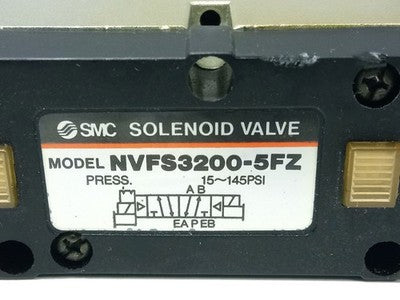 SMC SOLENOID VALVE
MODEL NVFS3200-5FZ
PRESS. 15~145PSI
A B
EA P EB